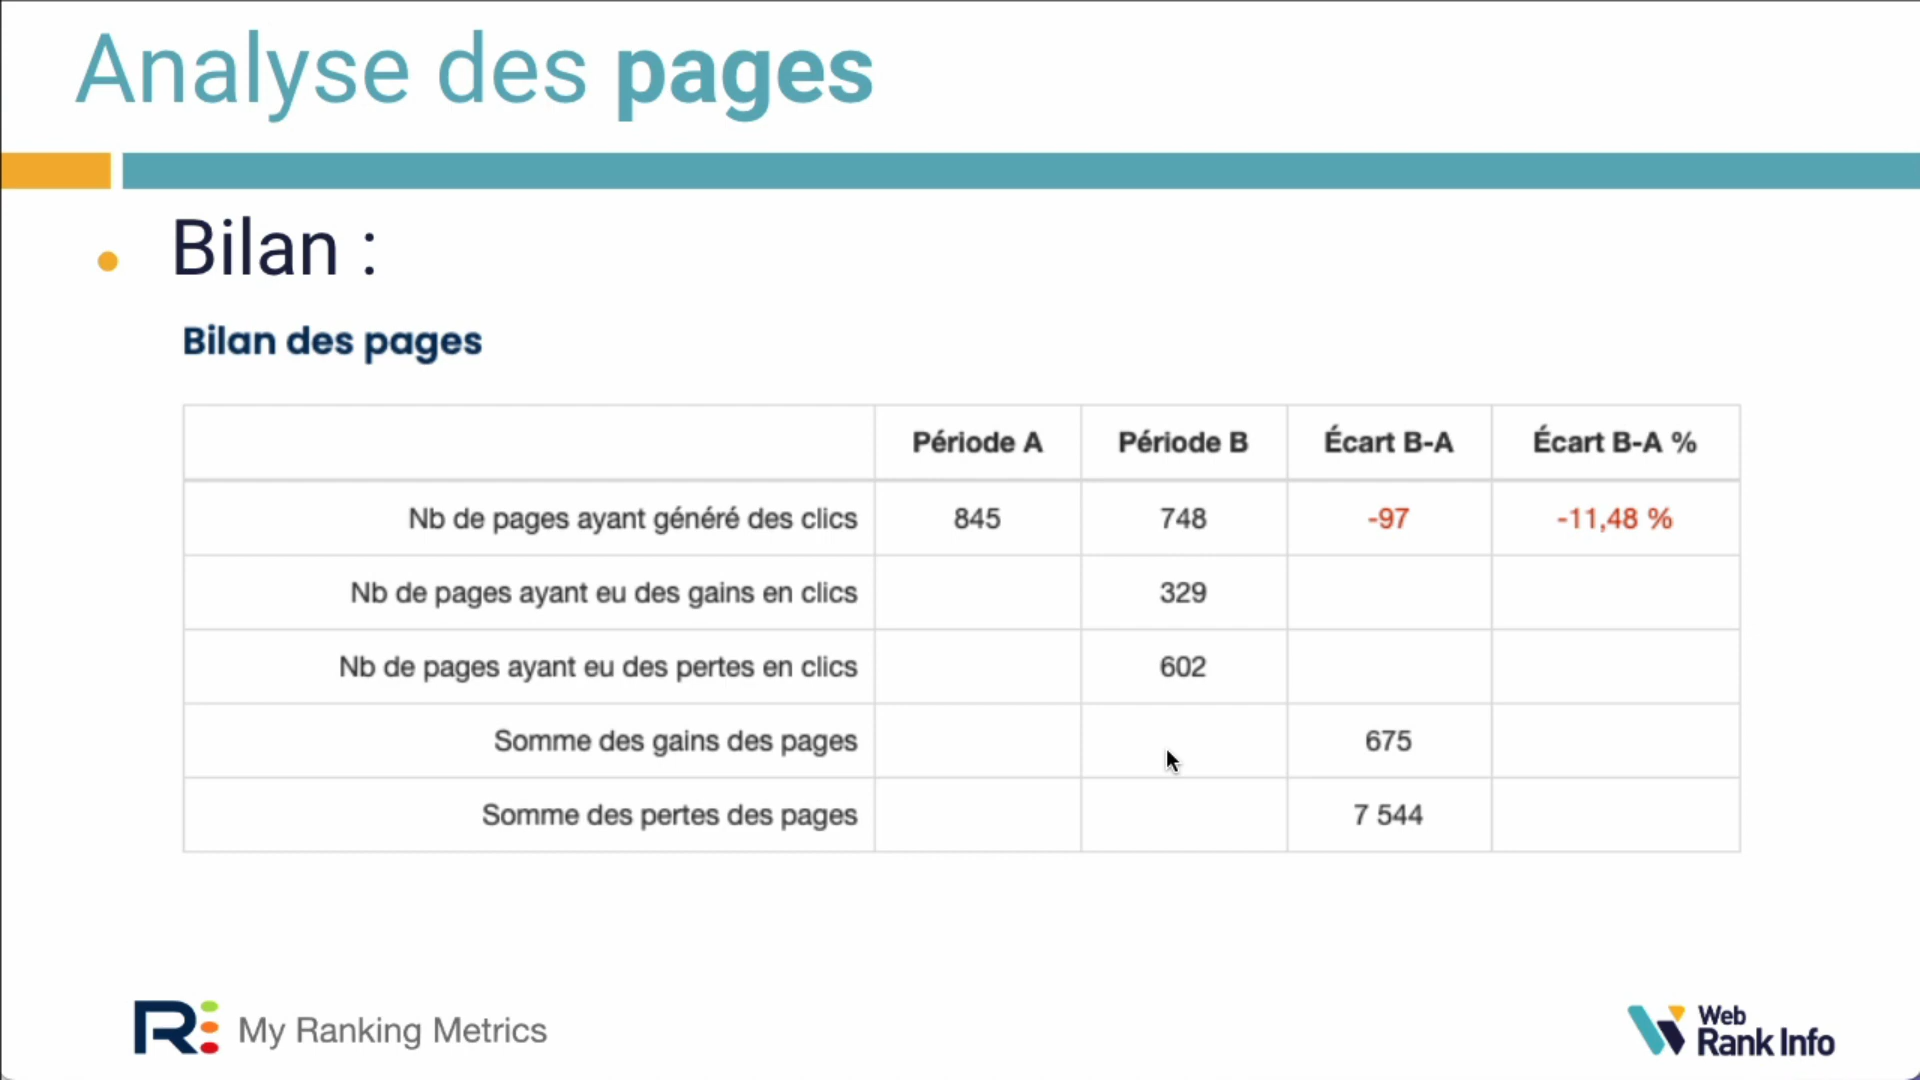 Analyse des pages
Bilan :
Bilan des pages
Période A Période B Écart B-A Écart B-A %
Nb de pages ayant généré des clics 845 748 -97 -11,48 %
Nb de pages ayant eu des gains en clics 329
Nb de pages ayant eu des pertes en clics 602
Somme des gains des pages 675
Somme des pertes des pages 7 544
R My Ranking Metrics
Web
Rank Info